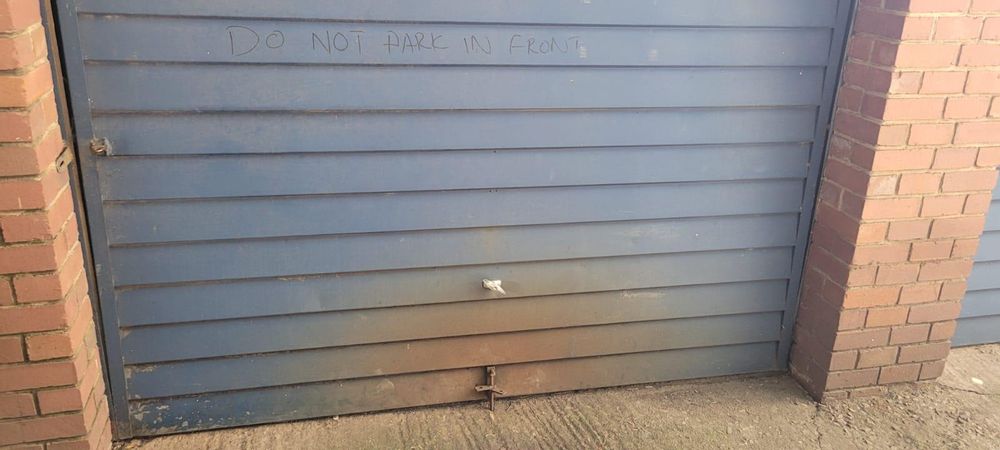 DO NOT PARK IN FRONT